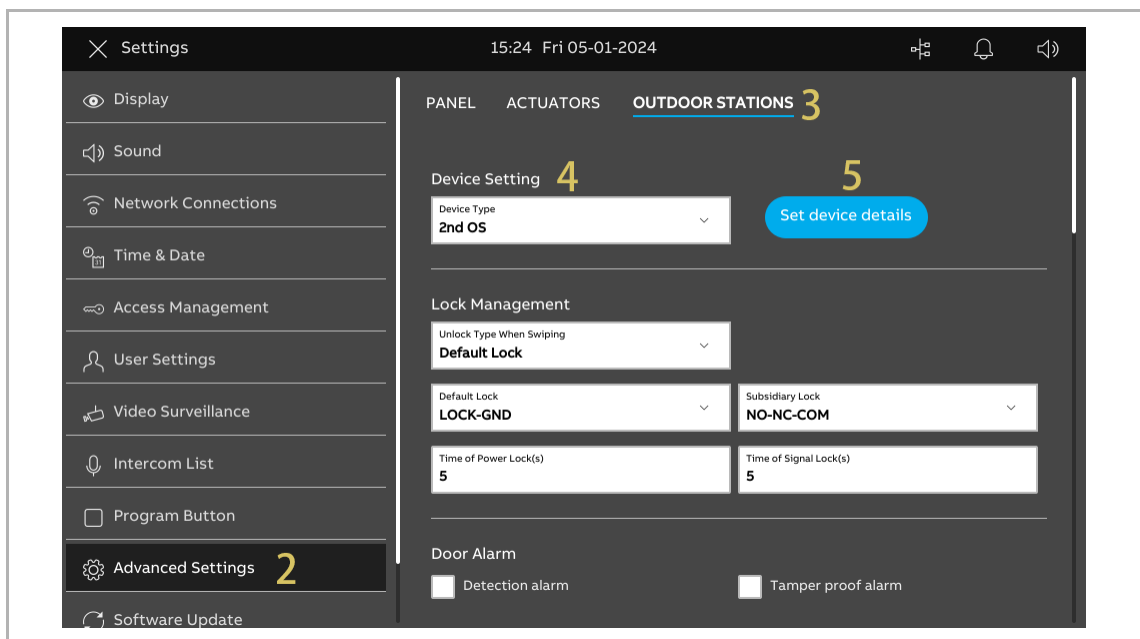 Settings
15:24 Fri 05-01-2024
Display
Sound
Network Connections
Time & Date
31
Access Management
User Settings
Video Surveillance
Intercom List
Program Button
Advanced Settings 2
Software Update
PANEL ACTUATORS OUTDOOR STATIONS 3
Device Setting 4
5
Device Type
2nd OS
Set device details
Lock Management
Unlock Type When Swiping
Default Lock
Default Lock
LOCK-GND
Subsidiary Lock
NO-NC-COM
Time of Power Lock(s)
5
Time of Signal Lock(s)
5
Door Alarm
Detection alarm
Tamper proof alarm